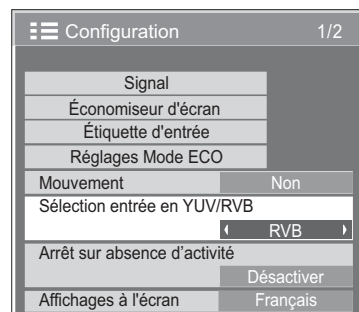 Configuration 1/2
Signal
Économiseur d'écran
Étiquette d'entrée
Réglages Mode ECO
Mouvement Non
Sélection entrée en YUV/RVB
RVB
Arrêt sur absence d’activité
Désactiver
Affichages à l'écran Français